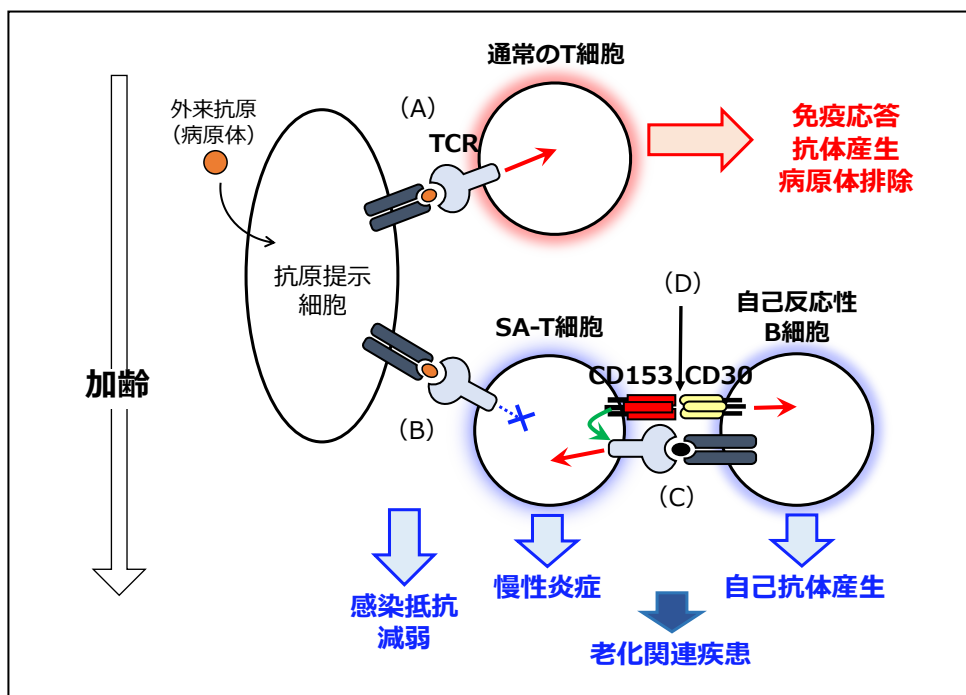 通常のT細胞
(A)
外来抗原
(病原体)
TCR
免疫応答
抗体産生
病原体排除
抗原提示
細胞
(D)
SA-T細胞
自己反応性
B細胞
CD153
CD30
加齢
(B)
(C)
感染抵抗
減弱
慢性炎症
自己抗体産生
老化関連疾患